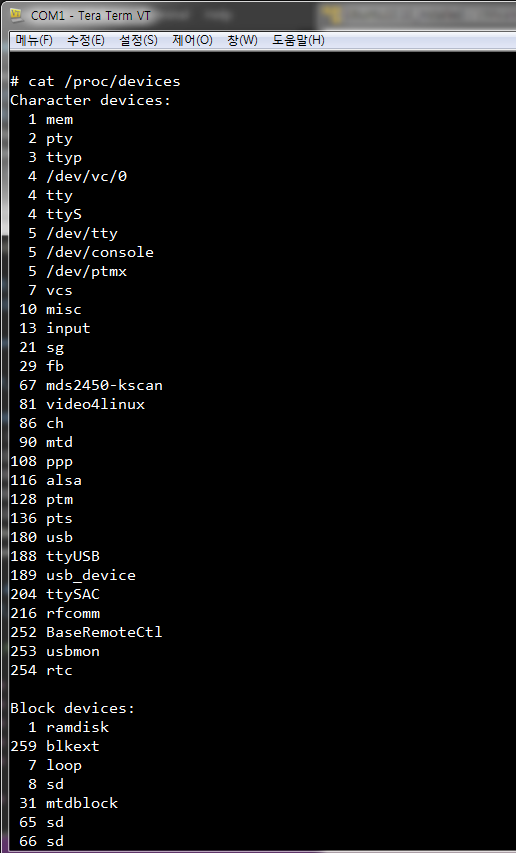 COM1 - Tera Term VT
메뉴(F) 수정(E) 설정(S) 제어(O) 창(W) 도움말(H)
# cat /proc/devices
Character devices:
  1 mem
  2 pty
  3 ttyp
  4 /dev/vc/0
  4 tty
  4 ttyS
  5 /dev/tty
  5 /dev/console
  5 /dev/ptmx
  7 vcs
 10 misc
 13 input
 21 sg
 29 fb
 67 mds2450-kscan
 81 video4linux
 86 ch
 90 mtd
108 ppp
116 alsa
128 ptm
136 pts
180 usb
188 ttyUSB
189 usb_device
204 ttySAC
216 rfcomm
252 BaseRemoteCtl
253 usbmon
254 rtc
Block devices:
  1 ramdisk
259 blkext
  7 loop
  8 sd
 31 mtdblock
 65 sd
 66 sd